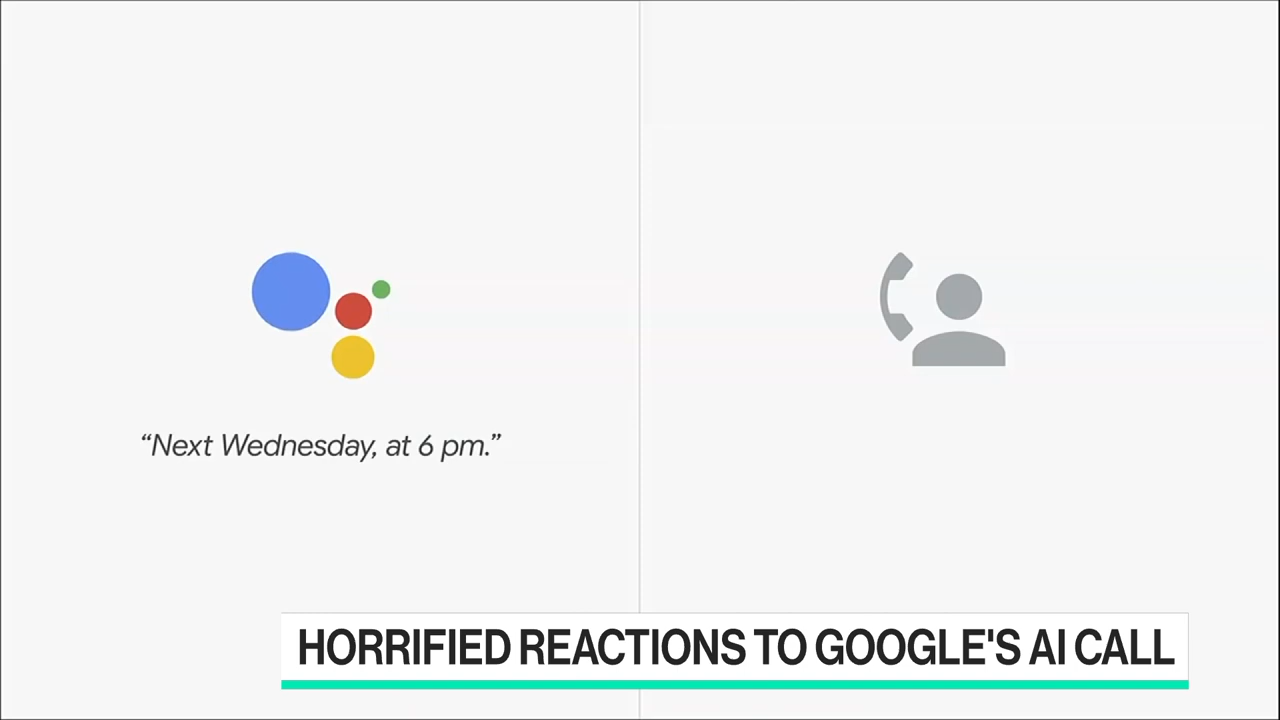 “Next Wednesday, at 6 pm.”
HORRIFIED REACTIONS TO GOOGLE'S AI CALL